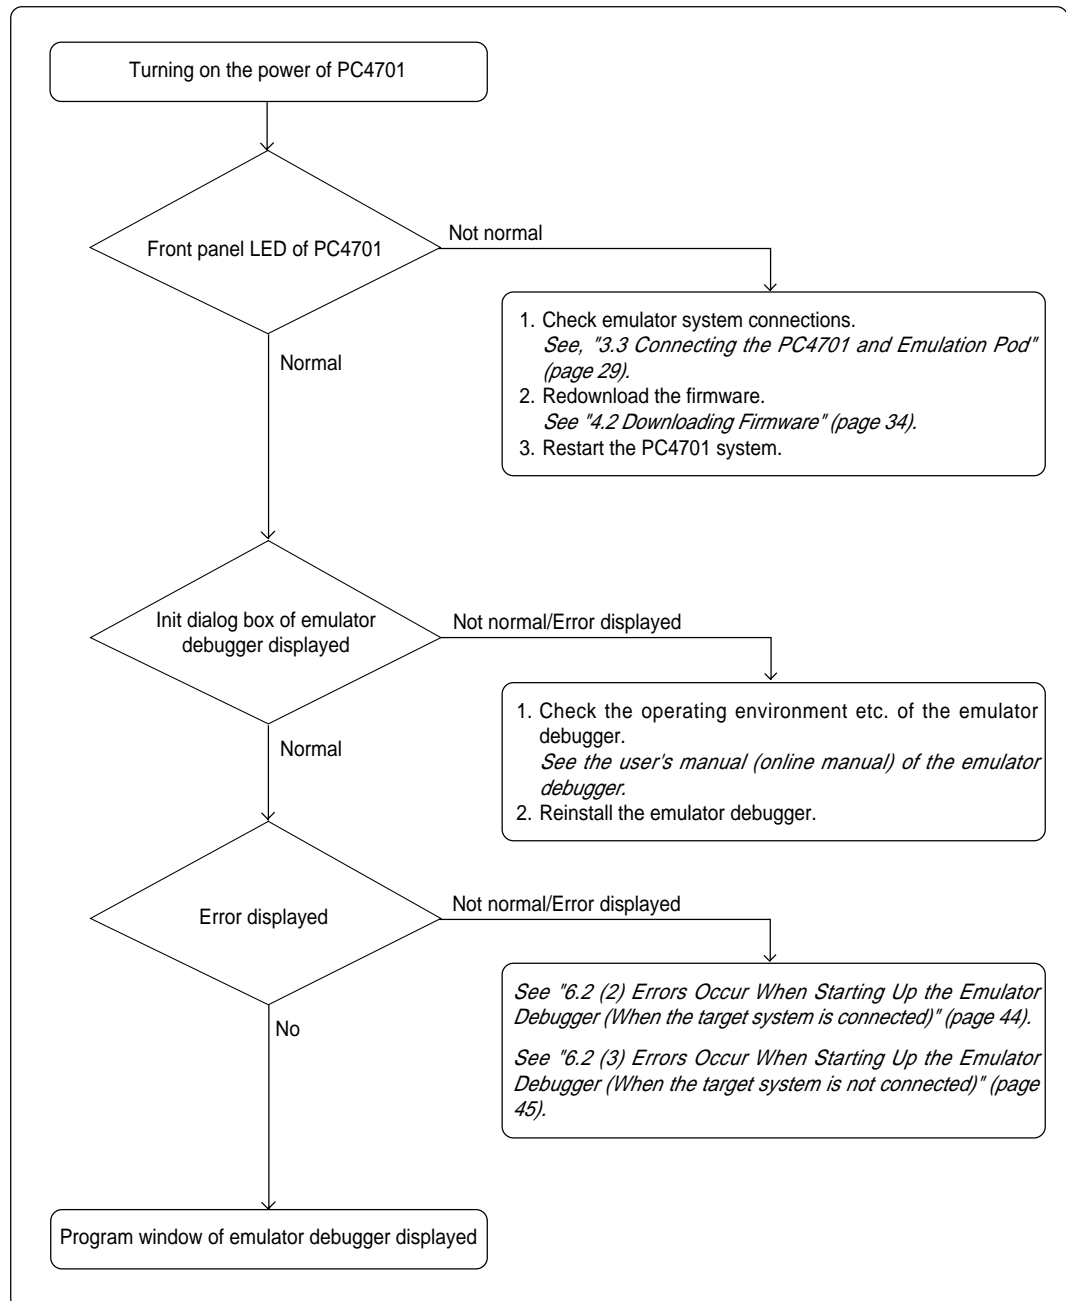 Turning on the power of PC4701
Front panel LED of PC4701
Not normal
1. Check emulator system connections.
See, "3.3 Connecting the PC4701 and Emulation Pod"
(page 29).
2. Redownload the firmware.
See "4.2 Downloading Firmware" (page 34).
3. Restart the PC4701 system.
Normal
Init dialog box of emulator
debugger displayed
Not normal/Error displayed
1. Check the operating environment etc. of the emulator
debugger.
See the user's manual (online manual) of the emulator
debugger.
2. Reinstall the emulator debugger.
Normal
Error displayed
Not normal/Error displayed
See "6.2 (2) Errors Occur When Starting Up the Emulator
Debugger (When the target system is connected)" (page 44).
See "6.2 (3) Errors Occur When Starting Up the Emulator
Debugger (When the target system is not connected)" (page
45).
No
Program window of emulator debugger displayed